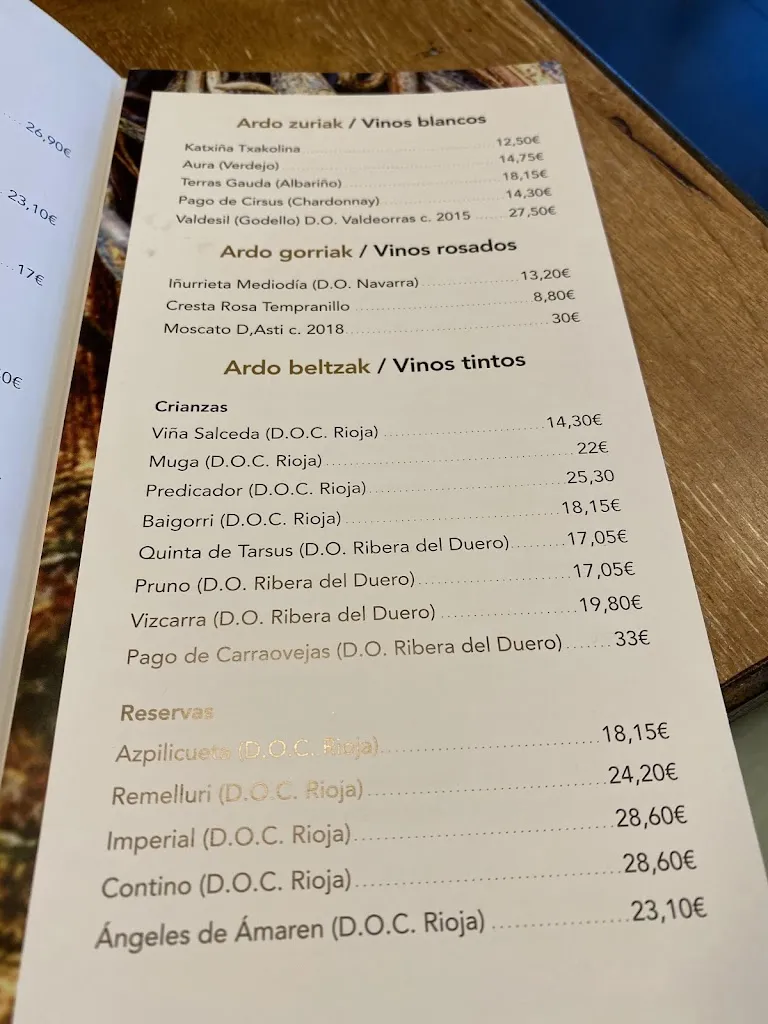 26,90€
23,10€
17€
0€
Ardo zuriak / Vinos blancos
Katxiña Txakolina 12,50€
Aura (Verdejo) 14,75€
Terras Gauda (Albariño) 18,15€
Pago de Cirsus (Chardonnay) 14,30€
Valdesil (Godello) D.O. Valdeorras c. 2015 27,50€
Ardo gorriak / Vinos rosados
Iñurrieta Mediodía (D.O. Navarra) 13,20€
Cresta Rosa Tempranillo 8,80€
Moscato D,Asti c. 2018 30€
Ardo beltzak / Vinos tintos
Crianzas
Viña Salceda (D.O.C. Rioja) 14,30€
Muga (D.O.C. Rioja) 22€
Predicador (D.O.C. Rioja) 25,30
Baigorri (D.O.C. Rioja) 18,15€
Quinta de Tarsus (D.O. Ribera del Duero) 17,05€
Pruno (D.O. Ribera del Duero) 17,05€
Vizcarra (D.O. Ribera del Duero) 19,80€
Pago de Carraovejas (D.O. Ribera del Duero) 33€
Reservas
Azpilicueta (D.O.C. Rioja) 18,15€
Remelluri (D.O.C. Rioja) 24,20€
Imperial (D.O.C. Rioja) 28,60€
Contino (D.O.C. Rioja) 28,60€
Ángeles de Ámaren (D.O.C. Rioja) 23,10€